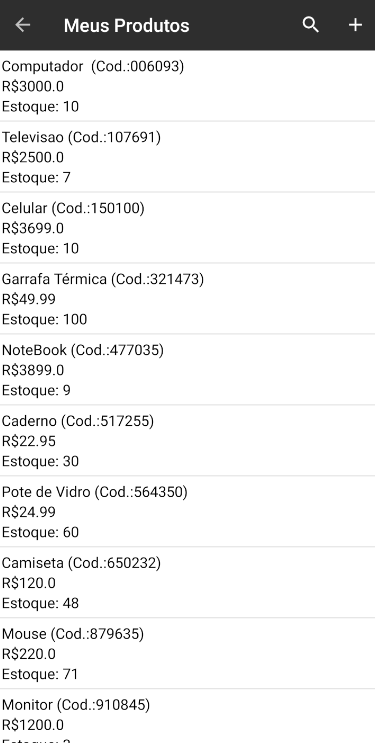 Meus Produtos
Computador  (Cod.:006093)
R$3000.0
Estoque: 10
Televisao (Cod.:107691)
R$2500.0
Estoque: 7
Celular (Cod.:150100)
R$3699.0
Estoque: 10
Garrafa Térmica (Cod.:321473)
R$49.99
Estoque: 100
NoteBook (Cod.:477035)
R$3899.0
Estoque: 9
Caderno (Cod.:517255)
R$22.95
Estoque: 30
Pote de Vidro (Cod.:564350)
R$24.99
Estoque: 60
Camiseta (Cod.:650232)
R$120.0
Estoque: 48
Mouse (Cod.:879635)
R$220.0
Estoque: 71
Monitor (Cod.:910845)
R$1200.0
Estoque: